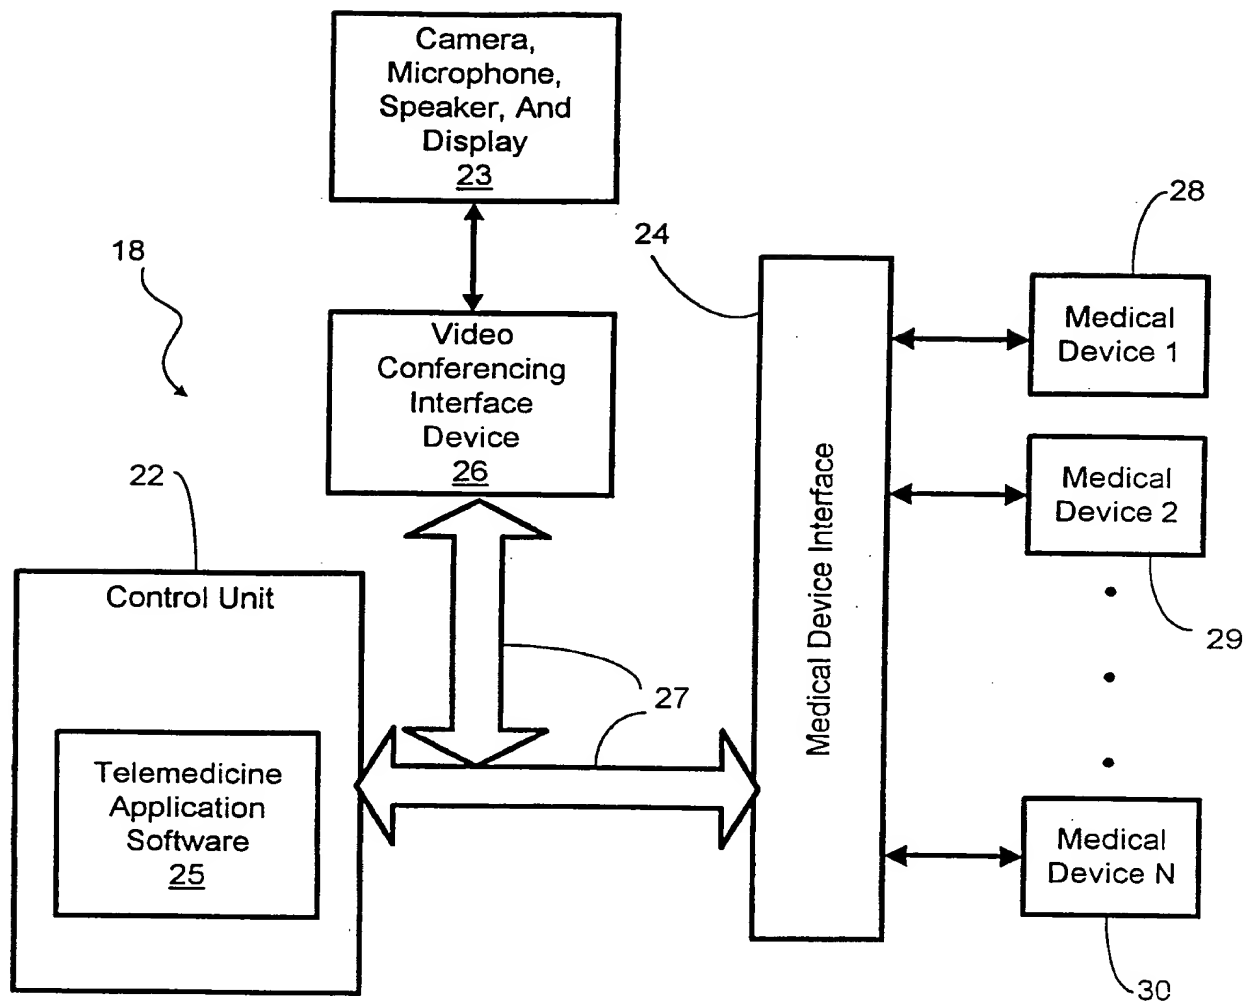 Camera,
Microphone,
Speaker, And
Display
23
18
Video
Conferencing
Interface
Device
26
24
28
Medical
Device 1
22
Medical
Device 2
29
Medical Device Interface
Control Unit
27
Telemedicine
Application
Software
25
Medical
Device N
30